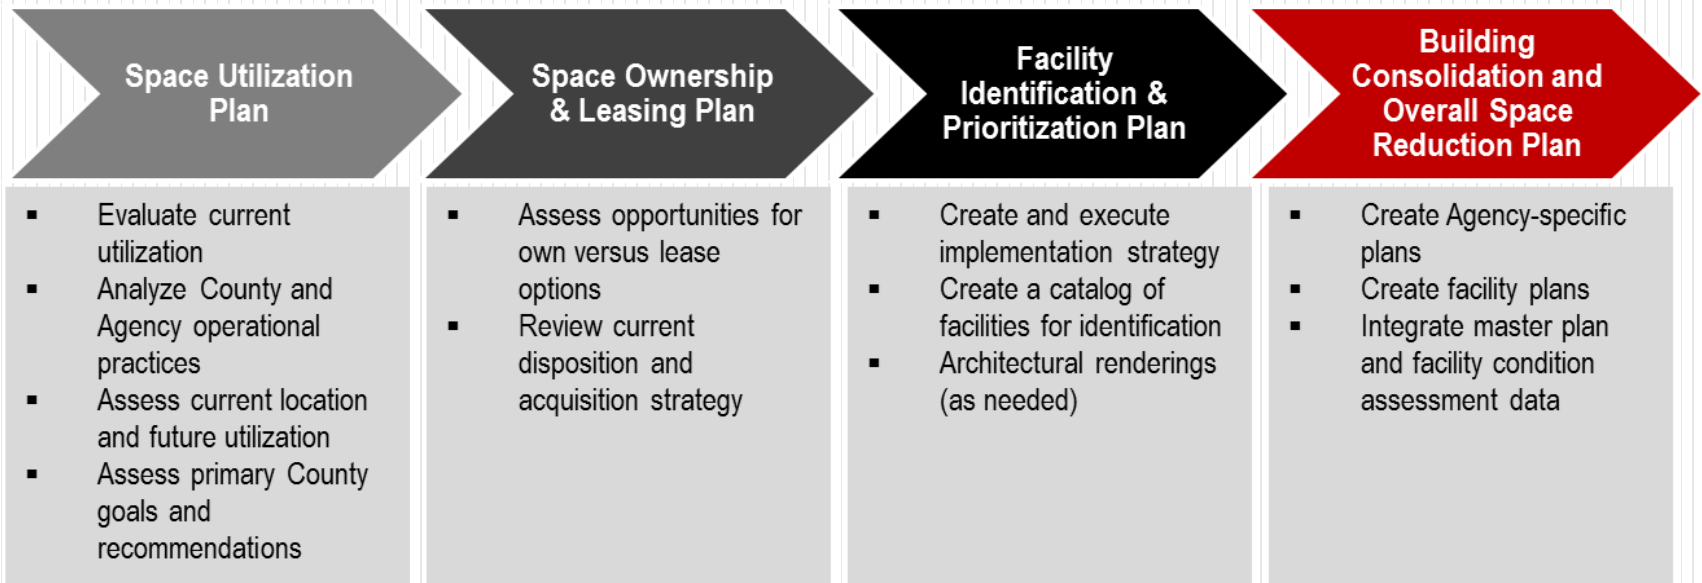 Space Utilization
Plan
▪ Evaluate current
utilization
▪ Analyze County and
Agency operational
practices
▪ Assess current location
and future utilization
▪ Assess primary County
goals and
recommendations
Space Ownership
& Leasing Plan
▪ Assess opportunities for
own versus lease
options
▪ Review current
disposition and
acquisition strategy
Facility
Identification &
Prioritization Plan
▪ Create and execute
implementation strategy
▪ Create a catalog of
facilities for identification
▪ Architectural renderings
(as needed)
Building
Consolidation and
Overall Space
Reduction Plan
▪ Create Agency-specific
plans
▪ Create facility plans
▪ Integrate master plan
and facility condition
assessment data